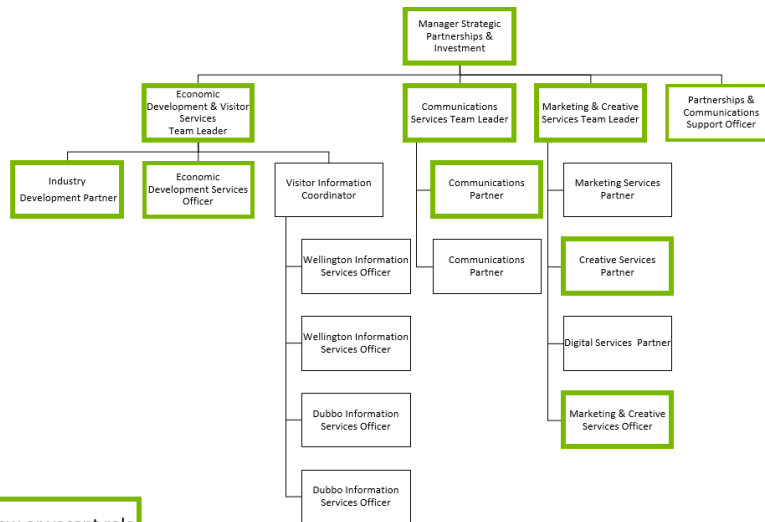 Manager Strategic
Partnerships &
Investment
Economic
Development & Visitor
Services
Team Leader
Communications
Services Team Leader
Marketing & Creative
Services Team Leader
Partnerships &
Communications
Support Officer
Industry
Development Partner
Economic
Development Services
Officer
Visitor Information
Coordinator
Communications
Partner
Marketing Services
Partner
Wellington Information
Services Officer
Communications
Partner
Creative Services
Partner
Wellington Information
Services Officer
Digital Services Partner
Dubbo Information
Services Officer
Marketing & Creative
Services Officer
Dubbo Information
Services Officer
or vacant role